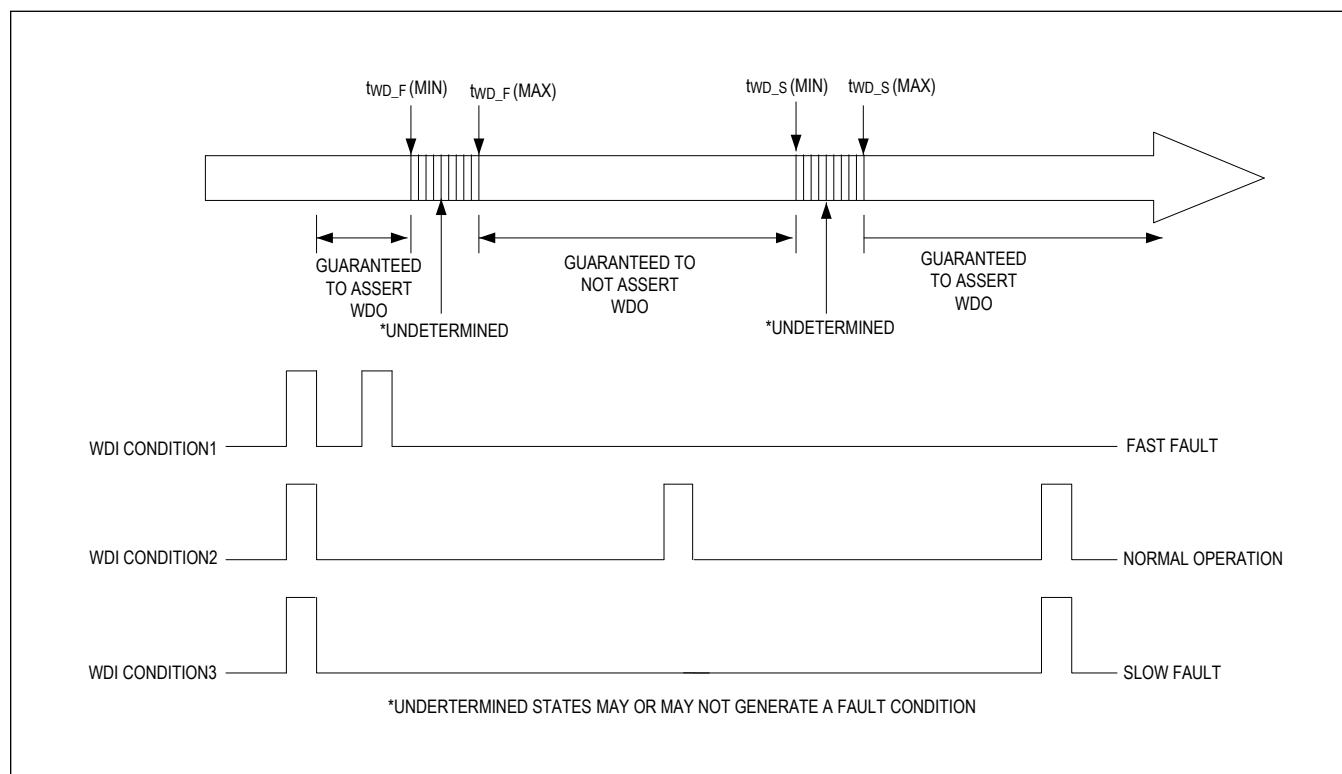 tWD_F (MIN)
tWD_F (MAX)
tWD_S (MIN)
tWD_S (MAX)
GUARANTEED
TO ASSERT
WDO
*UNDETERMINED
GUARANTEED TO
NOT ASSERT
WDO
*UNDETERMINED
GUARANTEED
TO ASSERT
WDO
WDI CONDITION1
FAST FAULT
WDI CONDITION2
NORMAL OPERATION
WDI CONDITION3
SLOW FAULT
*UNDERTERMINED STATES MAY OR MAY NOT GENERATE A FAULT CONDITION